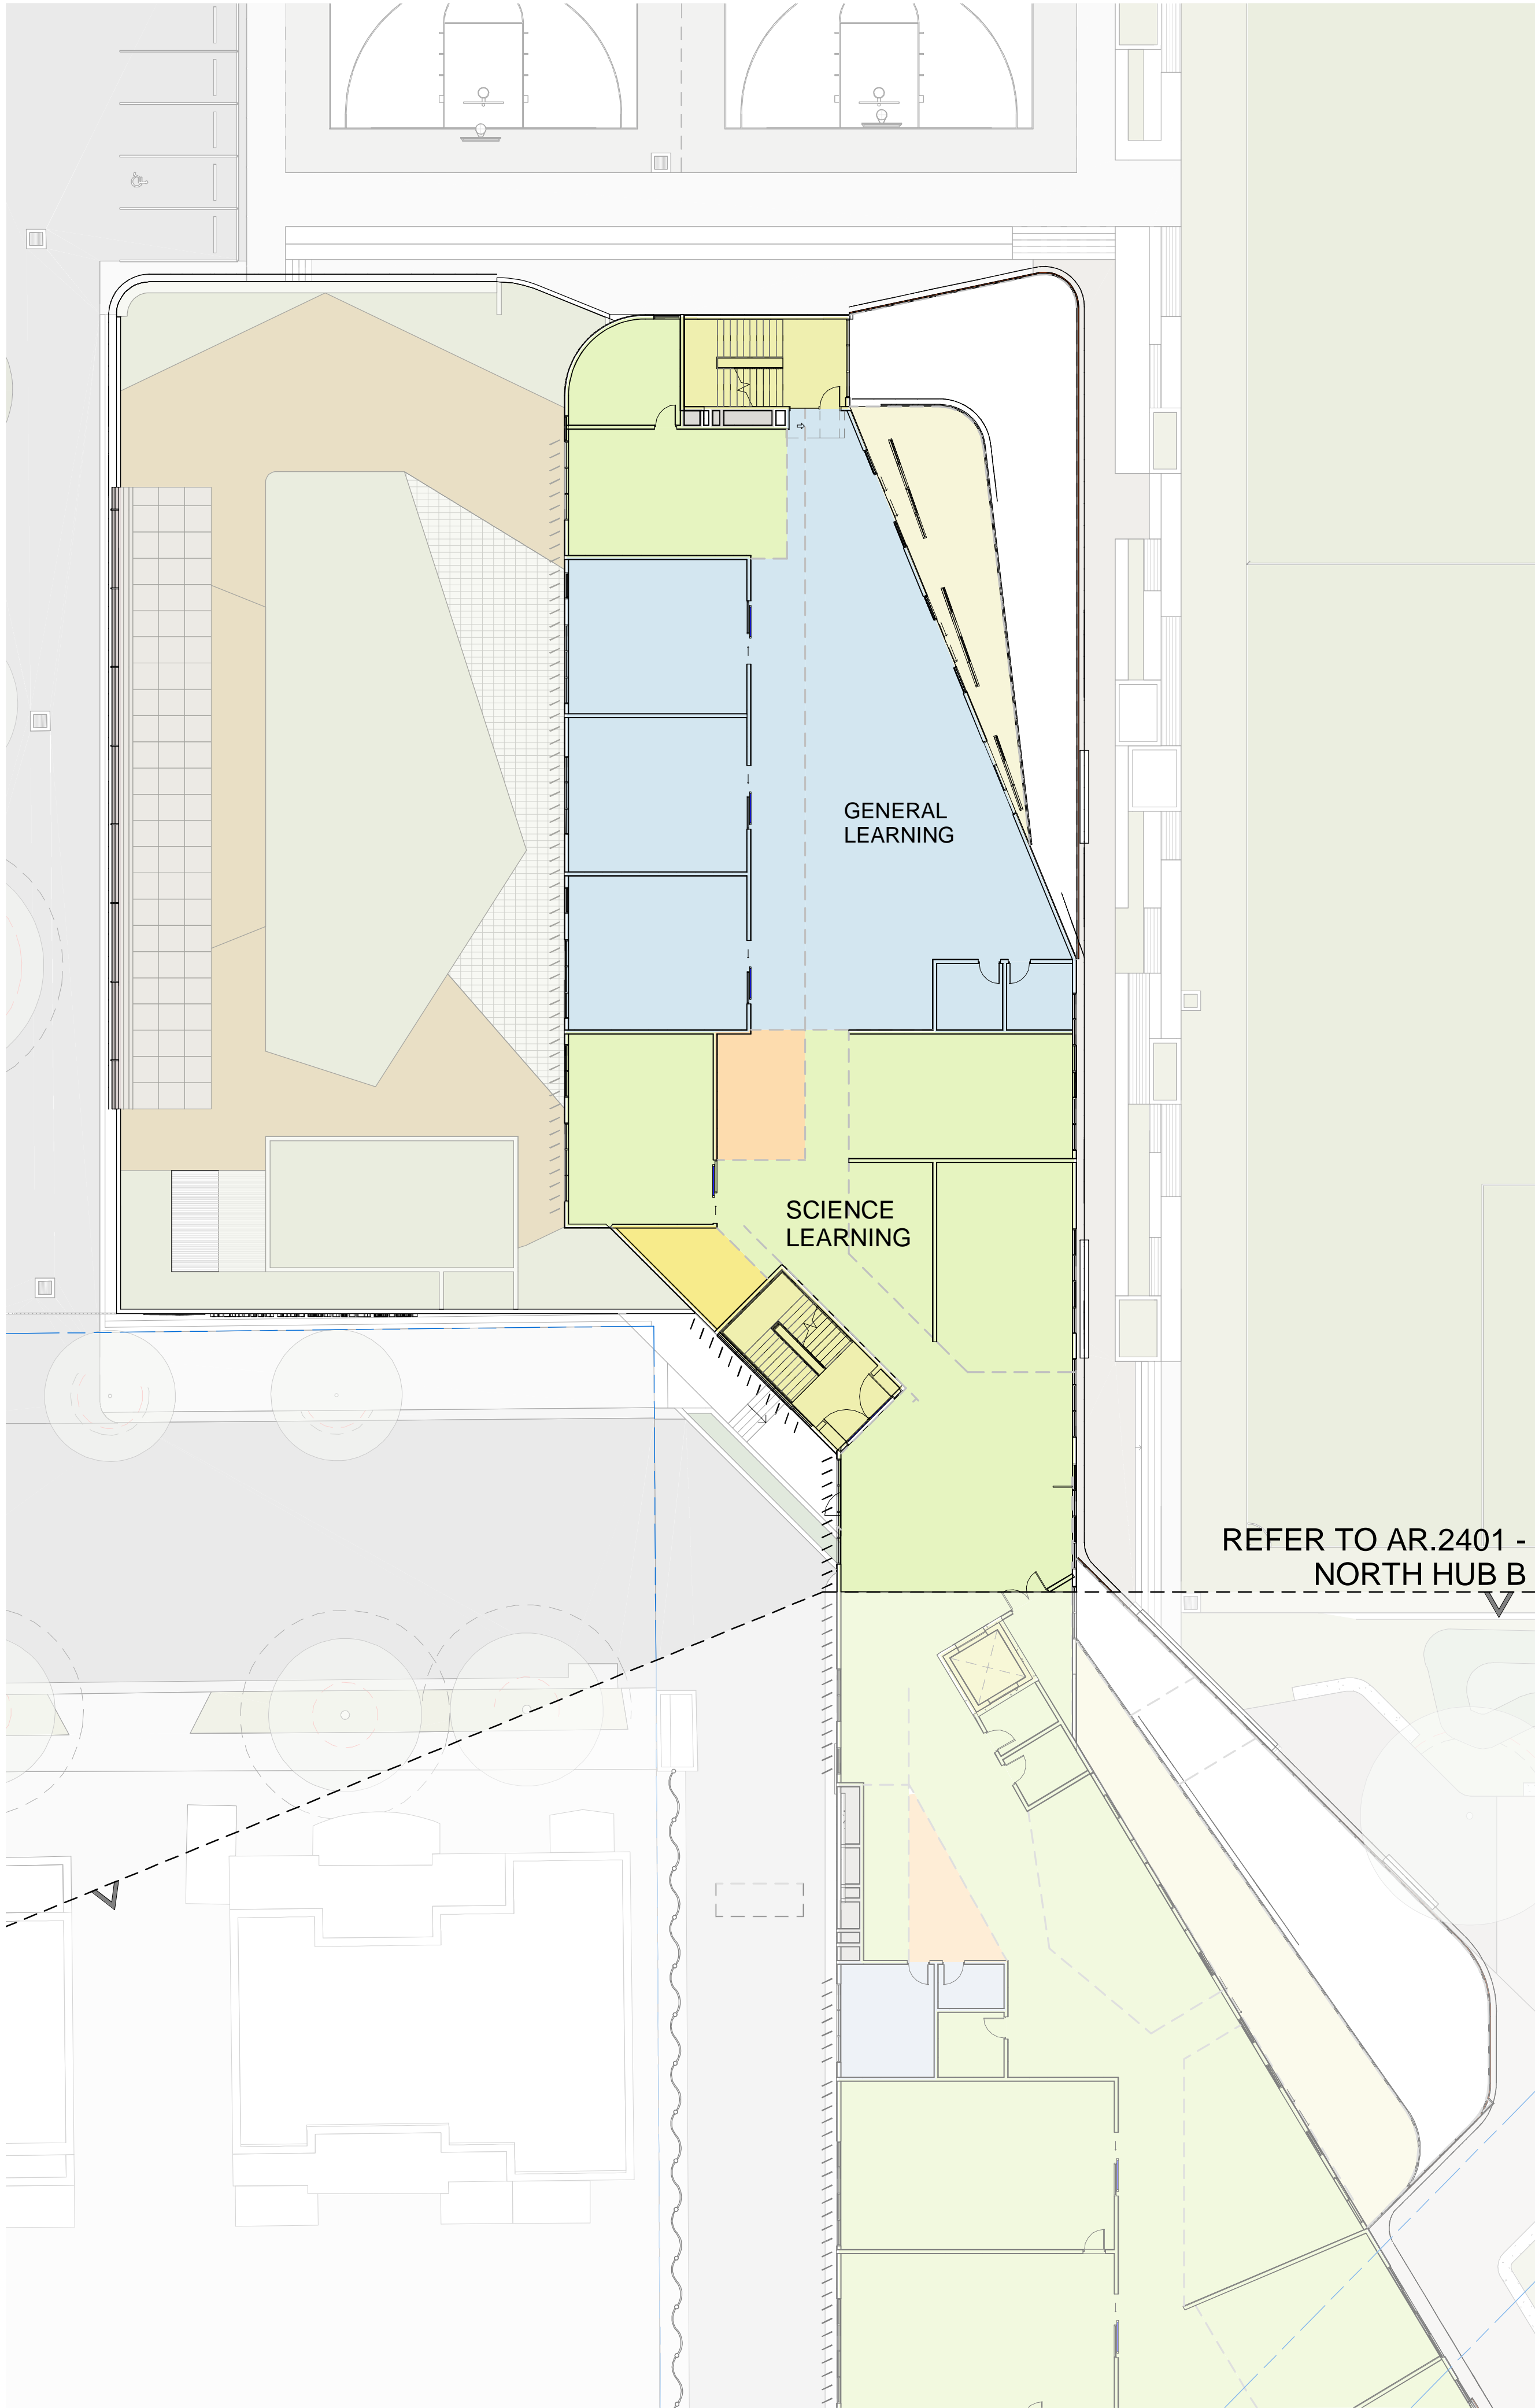 GENERAL
LEARNING
SCIENCE
LEARNING
REFER TO AR.2401 -
NORTH HUB B